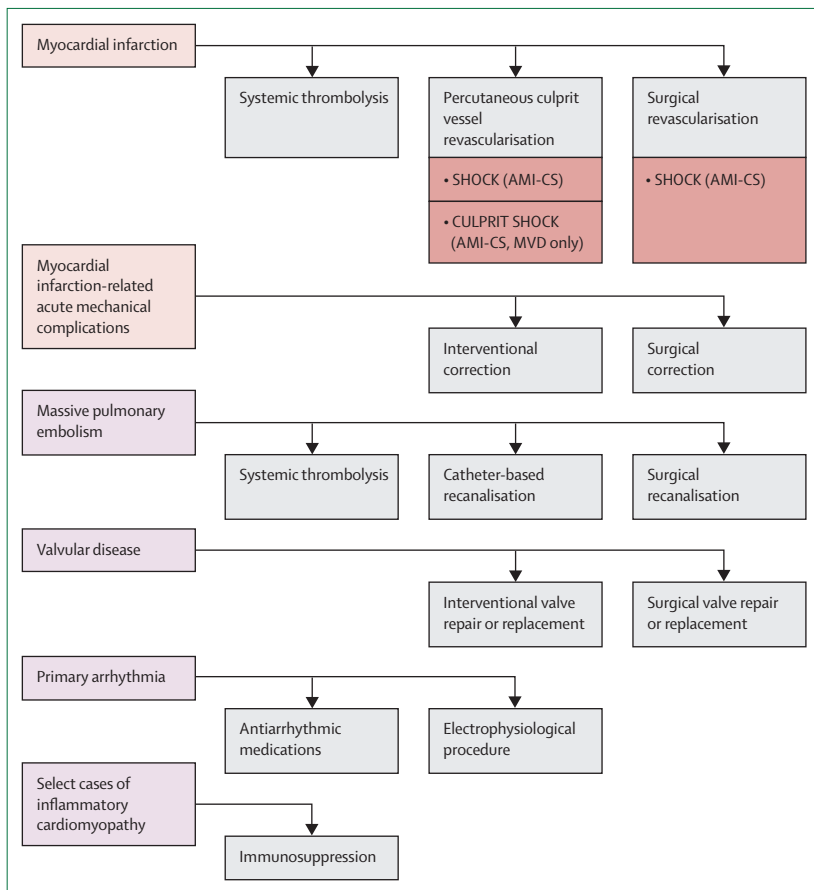 Myocardial infarction
Systemic thrombolysis
Percutaneous culprit
vessel
revascularisation
Surgical
revascularisation
• SHOCK (AMI-CS)
• CULPRIT SHOCK
(AMI-CS, MVD only)
• SHOCK (AMI-CS)
Myocardial
infarction-related
acute mechanical
complications
Interventional
correction
Surgical
correction
Massive pulmonary
embolism
Systemic thrombolysis
Catheter-based
recanalisation
Surgical
recanalisation
Valvular disease
Interventional valve
repair or replacement
Surgical valve repair
or replacement
Primary arrhythmia
Antiarrhythmic
medications
Electrophysiological
procedure
Select cases of
inflammatory
cardiomyopathy
Immunosuppression